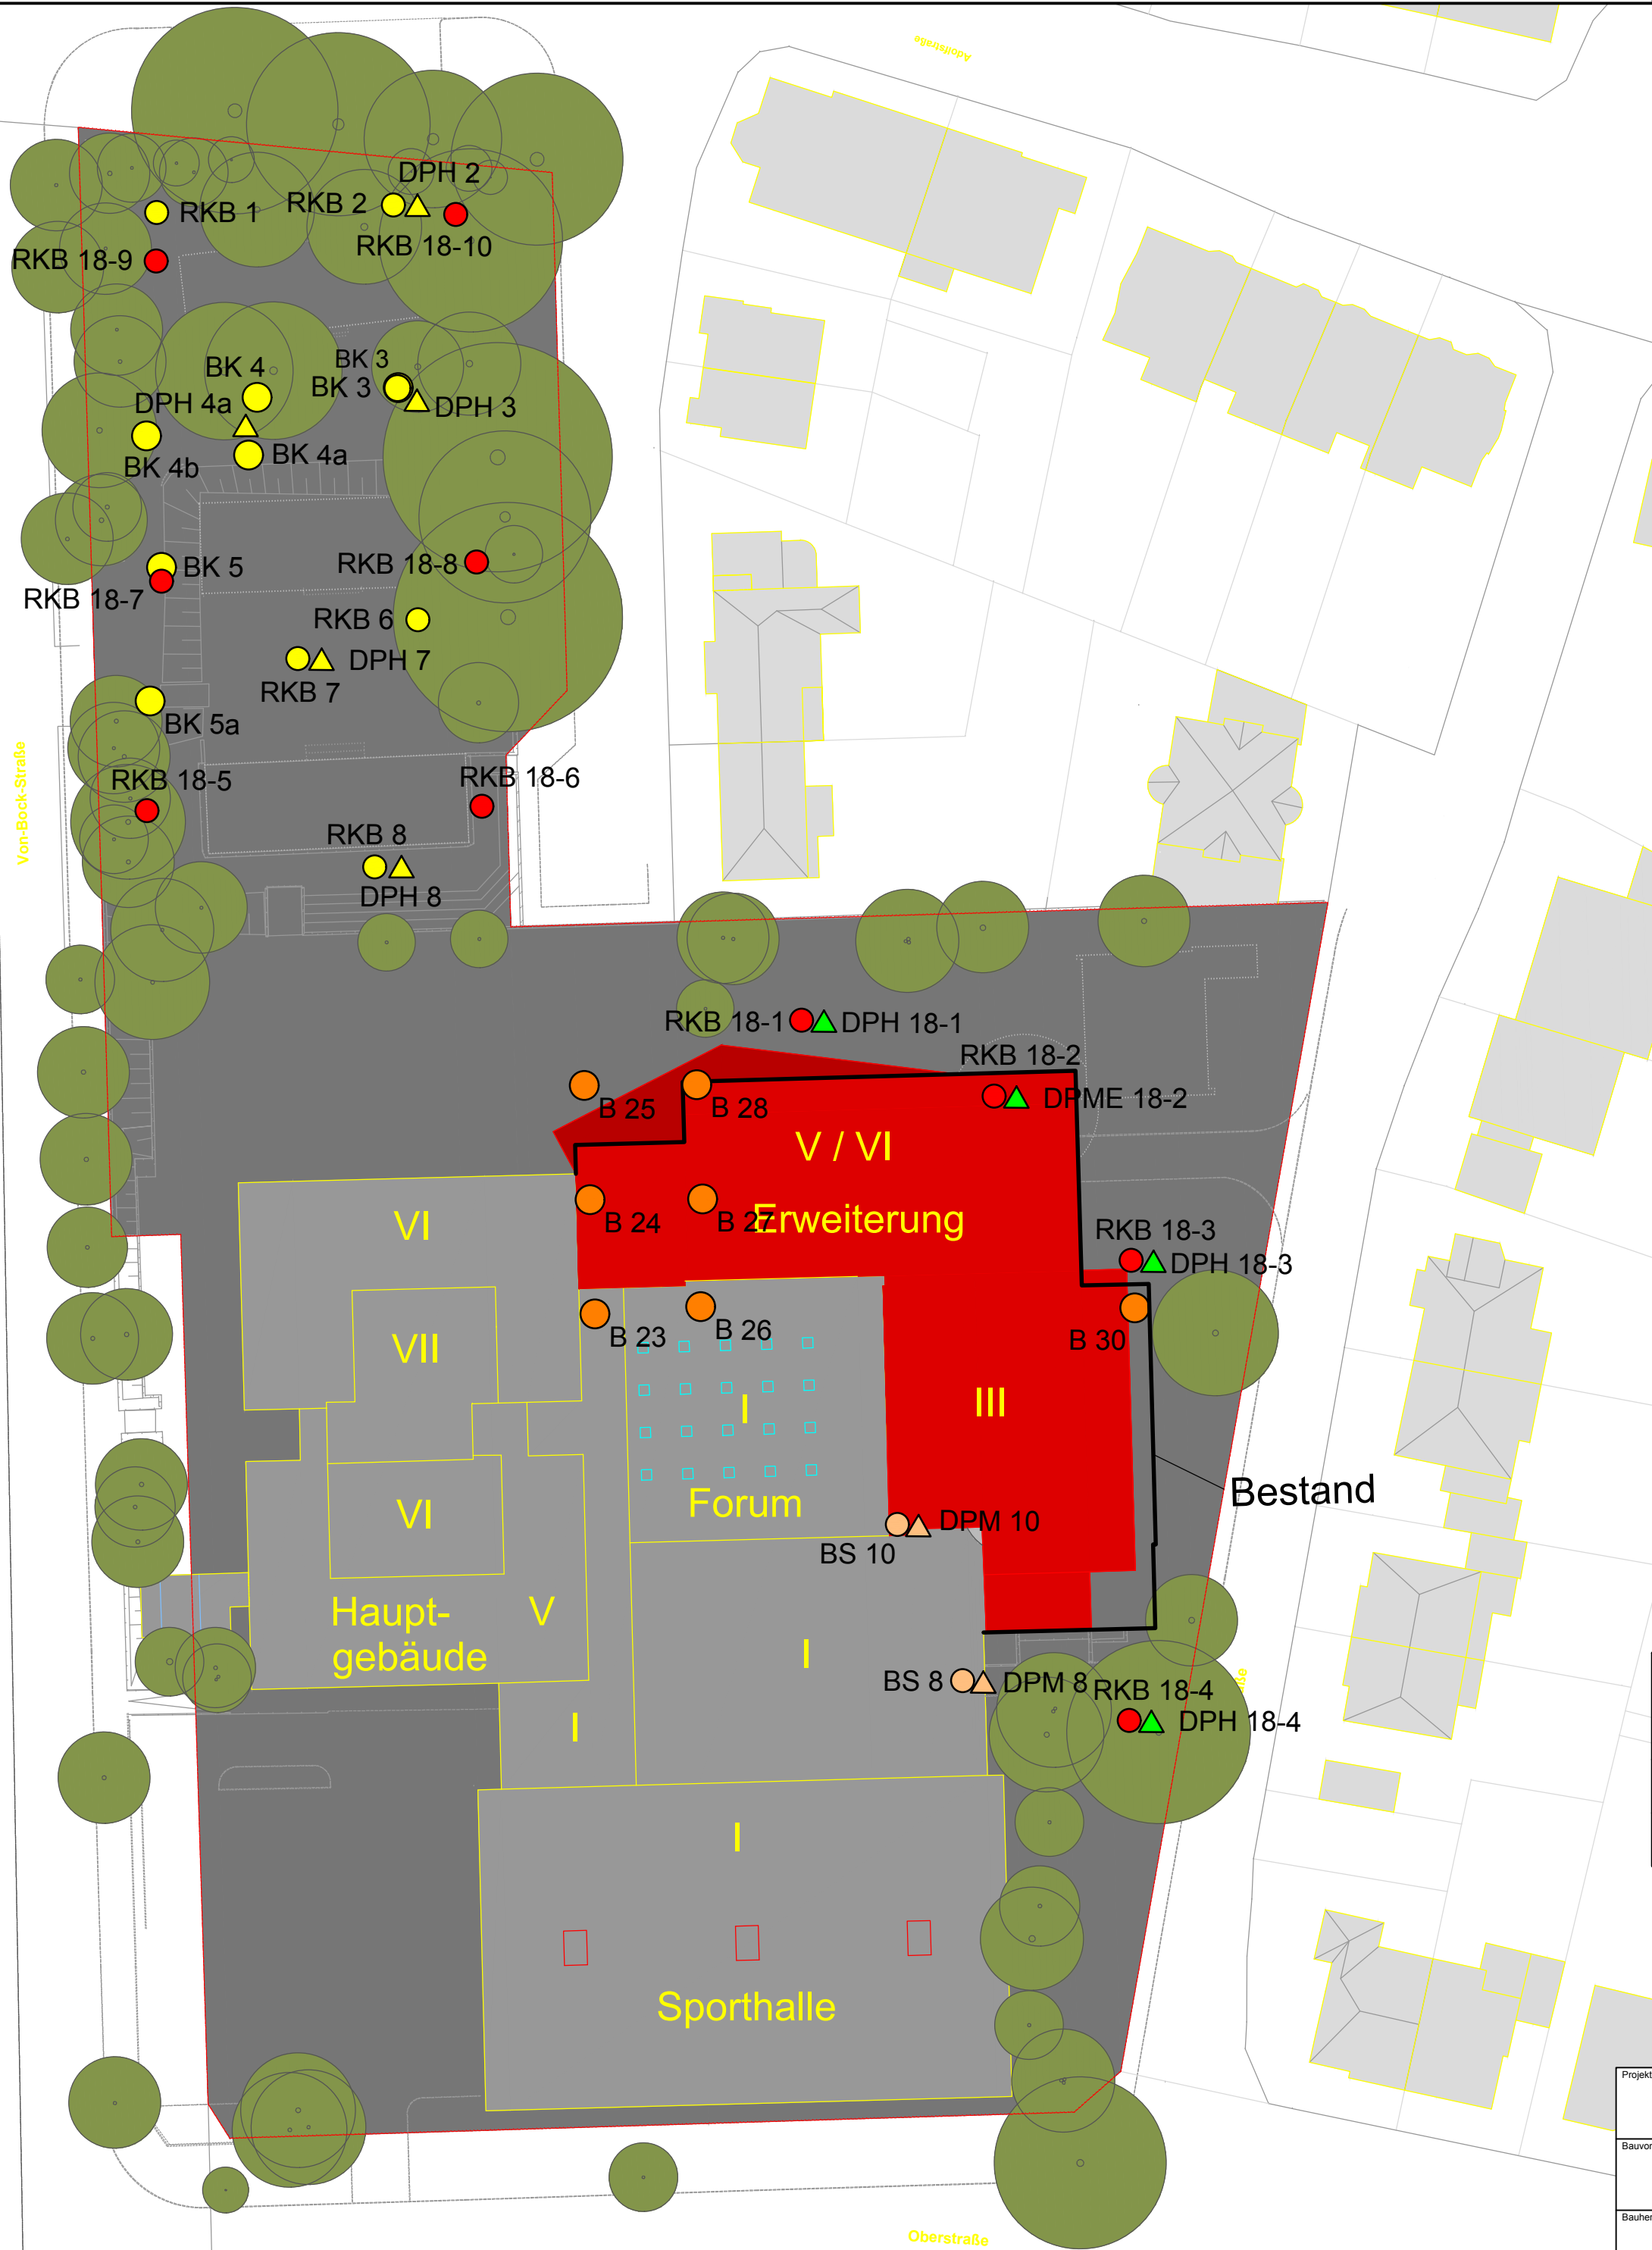 Adolfstraße
DPH 2
RKB 2
RKB 1
RKB 18-10
RKB 18-9
BK 3
BK 4
BK 3
DPH 4a
DPH 3
BK 4a
BK 4b
RKB 18-8
BK 5
RKB 18-7
RKB 6
DPH 7
RKB 7
BK 5a
Von-Bock-Straße
RKB 18-5
RKB 18-6
RKB 8
DPH 8
RKB 18-1
DPH 18-1
RKB 18-2
DPME 18-2
B 25
B 28
V / VI
Erweiterung
B 24
B 27
VI
RKB 18-3
DPH 18-3
B 23
B 26
B 30
VII
I
III
Bestand
Forum
VI
DPM 10
BS 10
Haupt-
gebäude
V
I
BS 8
DPM 8
RKB 18-4
DPH 18-4
I
I
Sporthalle
Projekt
Oberstraße